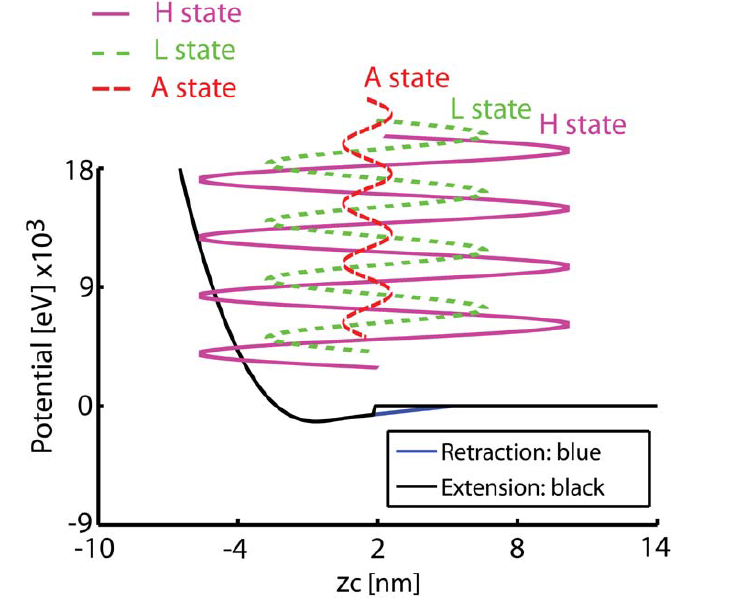 H state
L state
A state
A state
L state
H state
18
9
0
-9
Potential [eV] x10³
Retraction: blue
Extension: black
-10
-4
2
8
14
zc [nm]